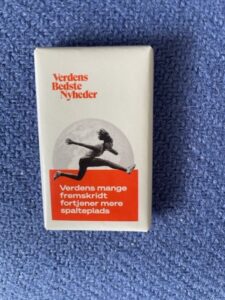 Verdens
Bedste
Nyheder
Verdens mange
fremskridt
fortjener mere
spalteplads